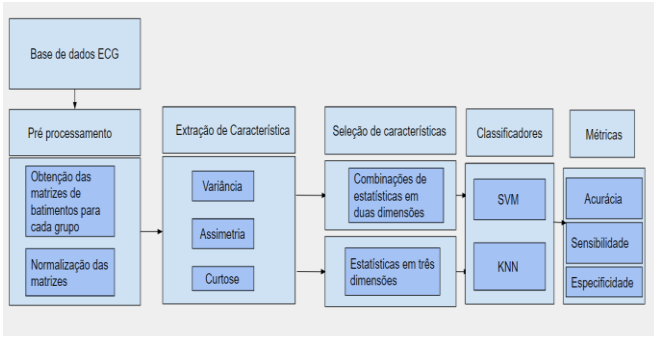 Base de dados ECG
Pré processamento
Obtenção das
matrizes de
batimentos para
cada grupo
Normalização das
matrizes
Extração de Característica
Variância
Assimetria
Curtose
Seleção de características
Combinações de
estatísticas em
duas dimensões
Estatísticas em três
dimensões
Classificadores
SVM
KNN
Métricas
Acurácia
Sensibilidade
Especificidade